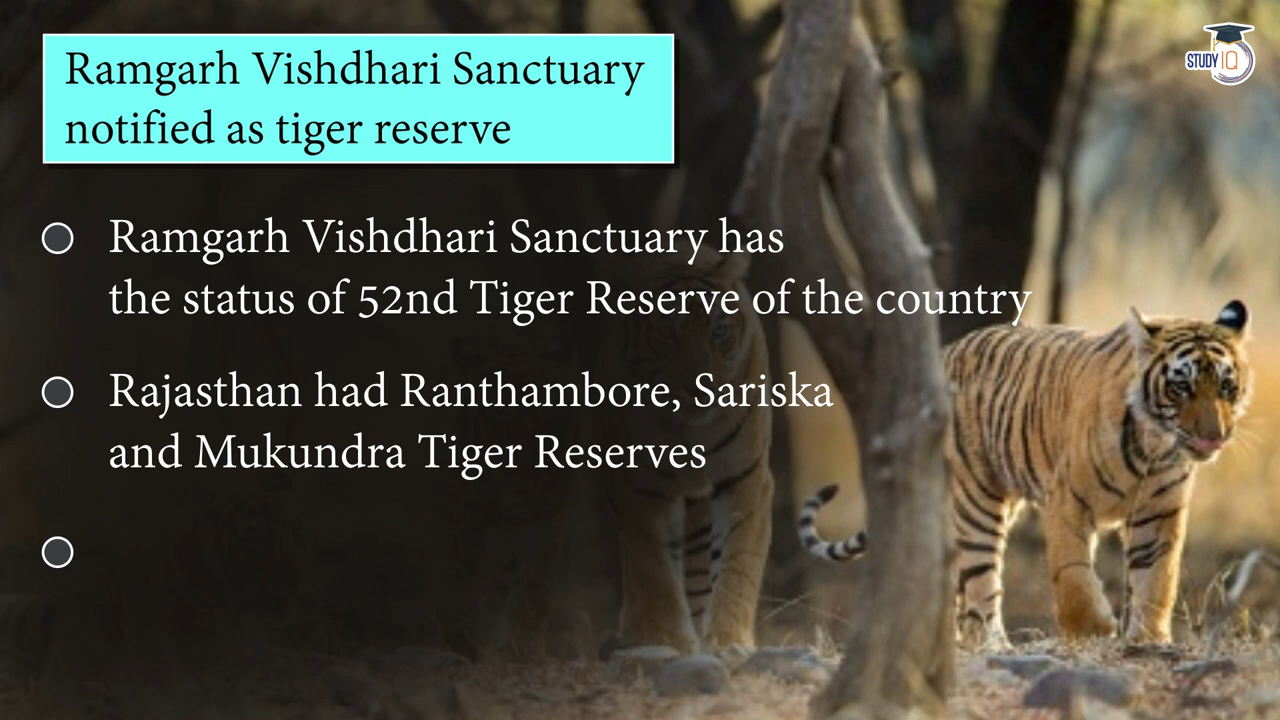 Ramgarh Vishdhari Sanctuary
notified as tiger reserve
STUDY IQ
Ramgarh Vishdhari Sanctuary has
the status of 52nd Tiger Reserve of the country
Rajasthan had Ranthambore, Sariska
and Mukundra Tiger Reserves